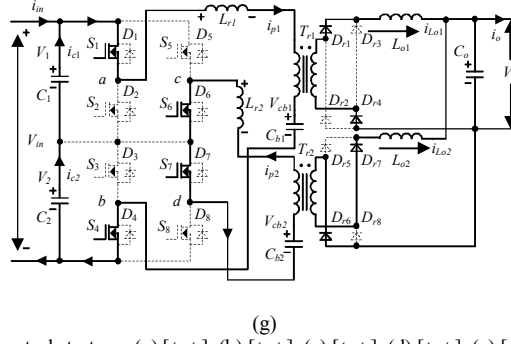 i_in i_c1 V_1 C_1 S_1 D_1 a S_2 D_2 S_5 D_5 c S_6 D_6 L_r1 i_p1 L_r2 V_cb1 C_b1 T_r1 D_r1 D_r3 D_r2 D_r4 L_o1 i_Lo1 C_o i_o V
V_in V_2 i_c2 C_2 S_3 D_3 b S_4 D_4 S_7 D_7 d S_8 D_8 i_p2 T_r2 V_cb2 C_b2 D_r5 D_r7 D_r6 D_r8 L_o2 i_Lo2
(g)